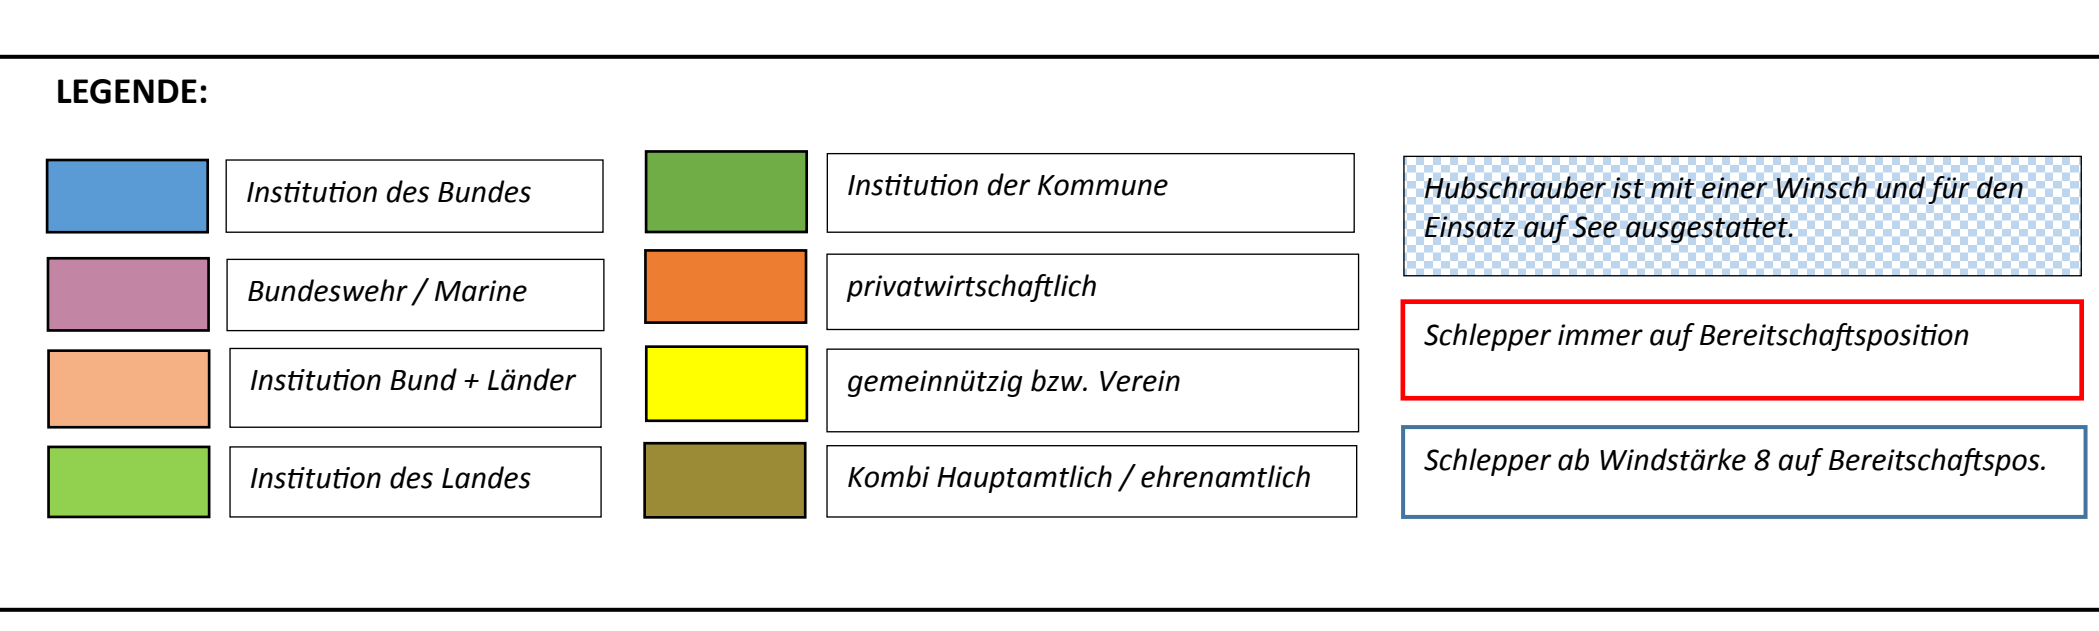 LEGENDE:
Institution des Bundes
Bundeswehr / Marine
Institution Bund + Länder
Institution des Landes
Institution der Kommune
privatwirtschaftlich
gemeinnützig bzw. Verein
Kombi Hauptamtlich / ehrenamtlich
Hubschrauber ist mit einer Winsch und für den
Einsatz auf See ausgestattet.
Schlepper immer auf Bereitschaftsposition
Schlepper ab Windstärke 8 auf Bereitschaftspos.